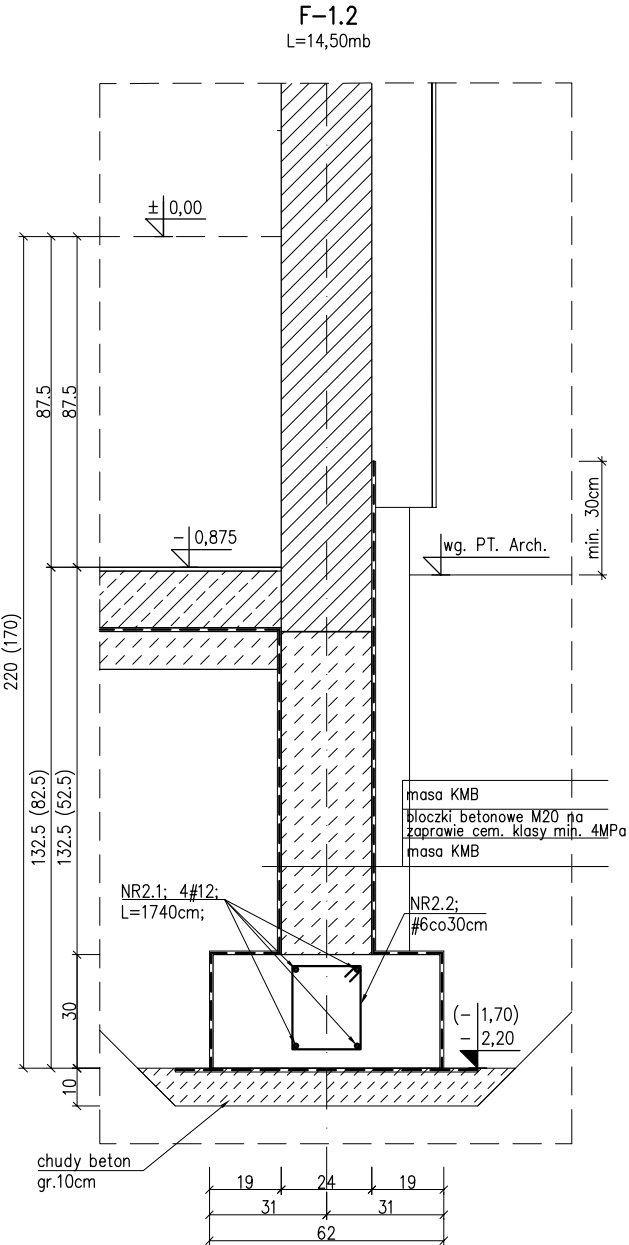 F-1.2
L=14,50mb
± 0,00
87.5
87.5
min. 30cm
- 0,875
wg. PT. Arch.
220 (170)
132.5 (82.5)
132.5 (52.5)
masa KMB
bloczki betonowe M20 na
zaprawie cem. klasy min. 4MPa
masa KMB
NR2.1; 4#12;
L=1740cm;
NR2.2;
#6co30cm
30
(- 1,70)
- 2,20
10
chudy beton
gr.10cm
19
24
19
31
31
62